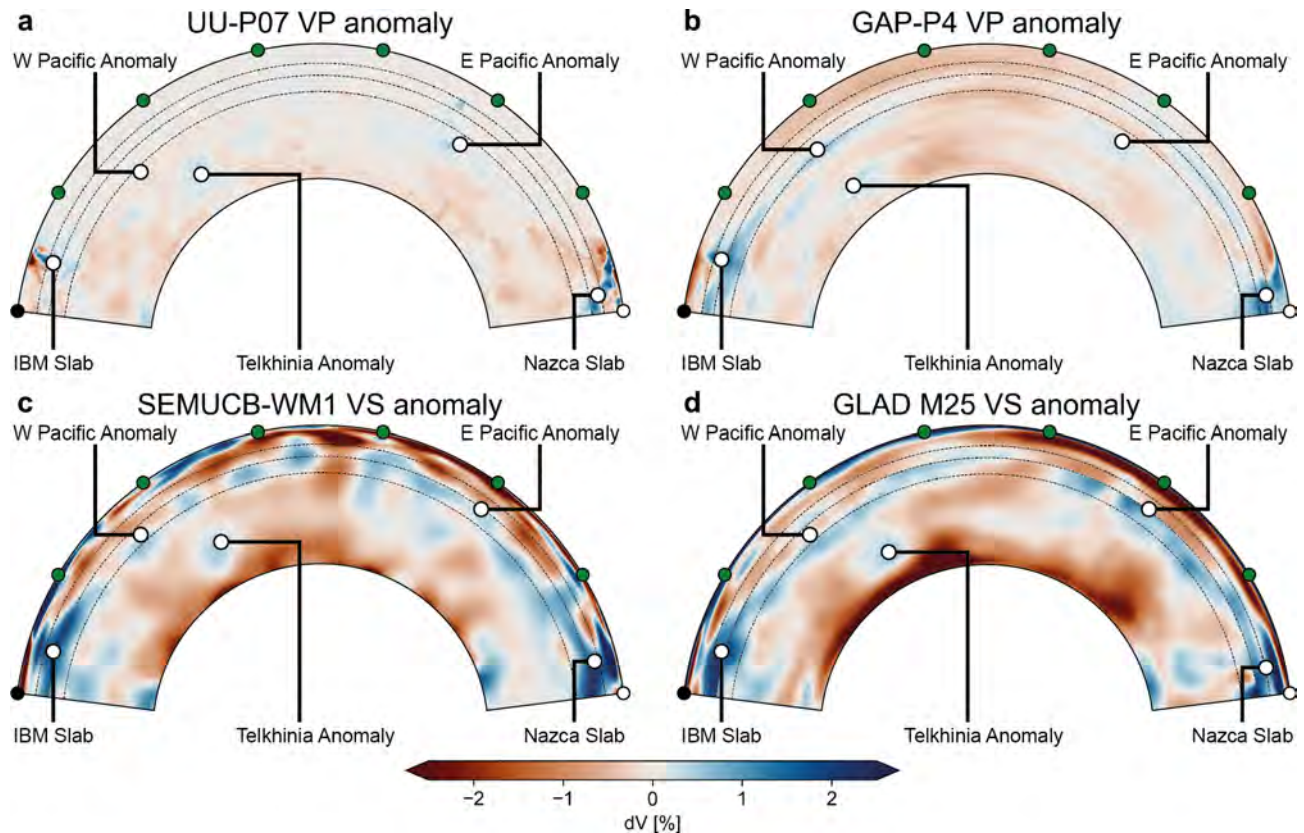 a
UU-P07 VP anomaly
W Pacific Anomaly
E Pacific Anomaly
IBM Slab
Telkhinia Anomaly
Nazca Slab
b
GAP-P4 VP anomaly
W Pacific Anomaly
E Pacific Anomaly
IBM Slab
Telkhinia Anomaly
Nazca Slab
c
SEMUCB-WM1 VS anomaly
W Pacific Anomaly
E Pacific Anomaly
IBM Slab
Telkhinia Anomaly
Nazca Slab
d
GLAD M25 VS anomaly
W Pacific Anomaly
E Pacific Anomaly
IBM Slab
Telkhinia Anomaly
Nazca Slab
−2 −1 0 1 2
dV [%]